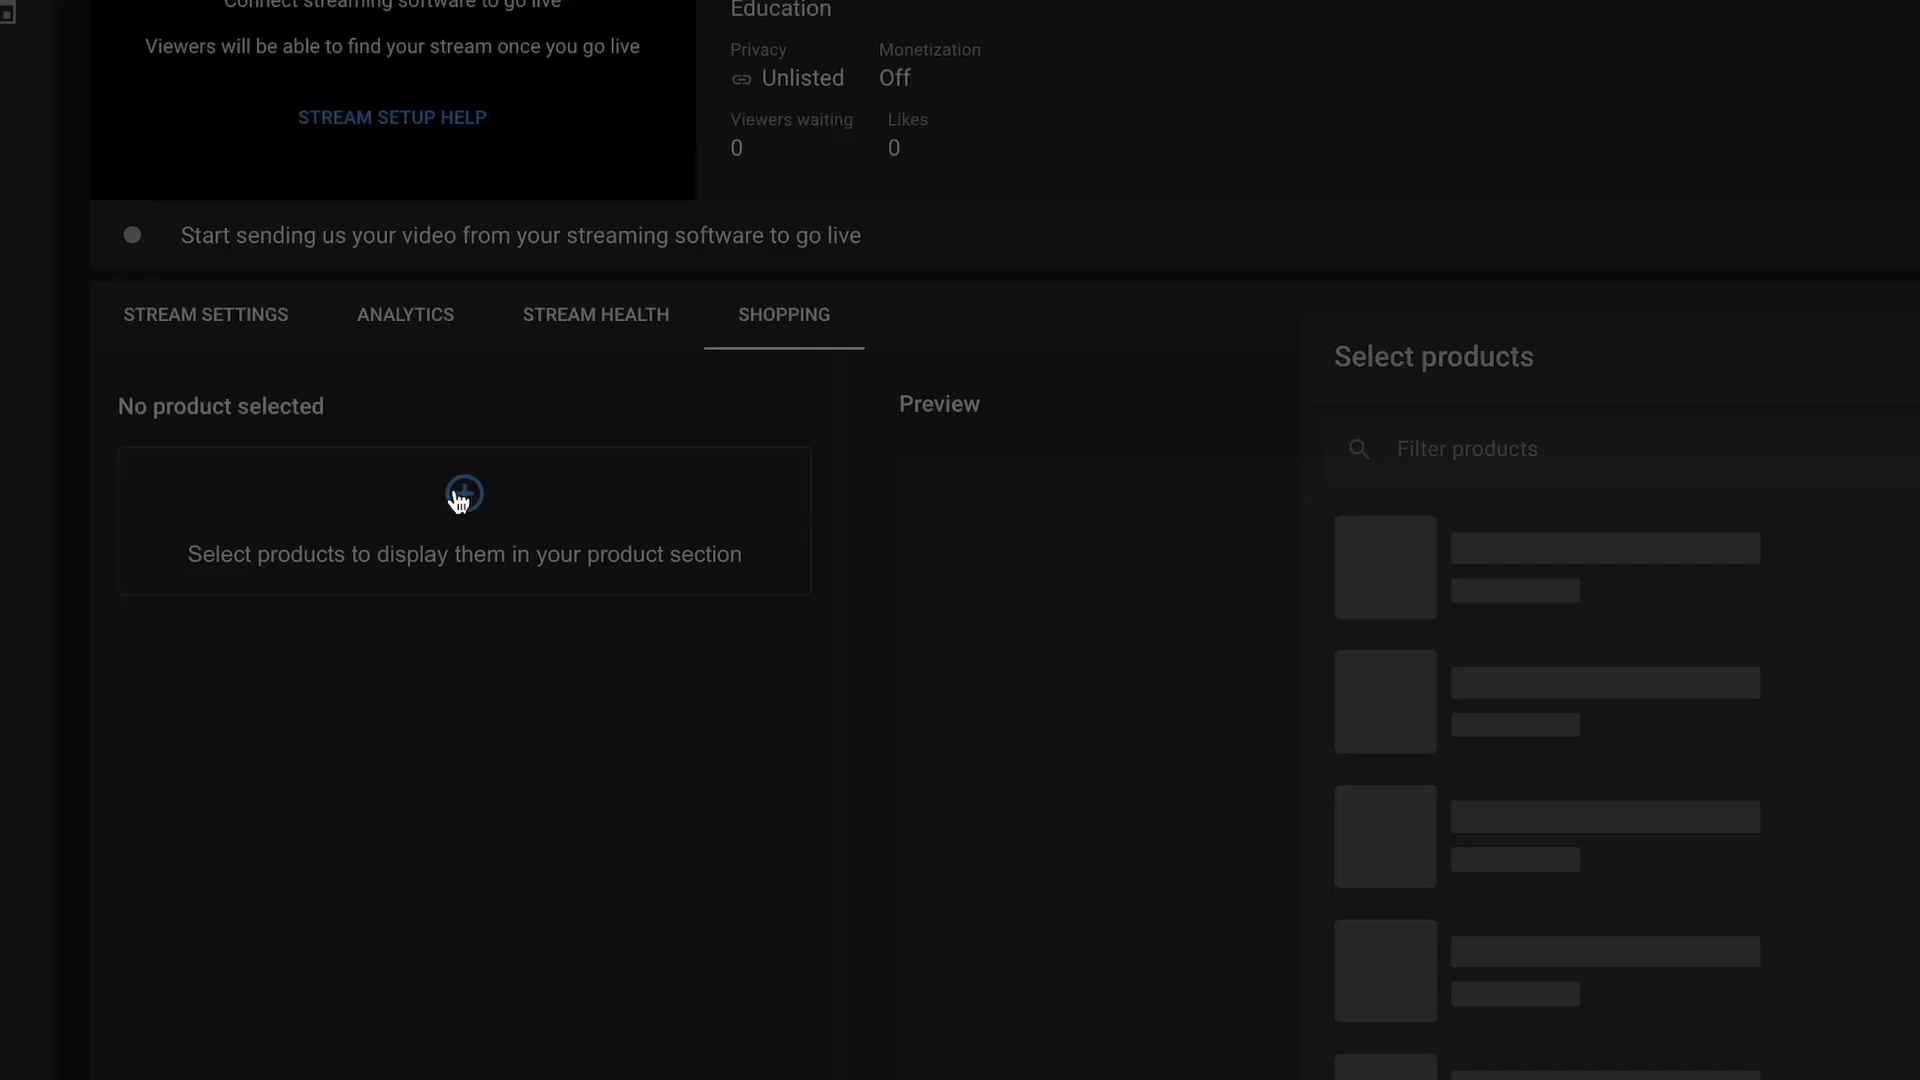 Connect streaming software to go live
Viewers will be able to find your stream once you go live
STREAM SETUP HELP
Education
Privacy
Monetization
Unlisted
Off
Viewers waiting
Likes
0
0
Start sending us your video from your streaming software to go live
STREAM SETTINGS
ANALYTICS
STREAM HEALTH
SHOPPING
No product selected
Select products to display them in your product section
Preview
Select products
Filter products